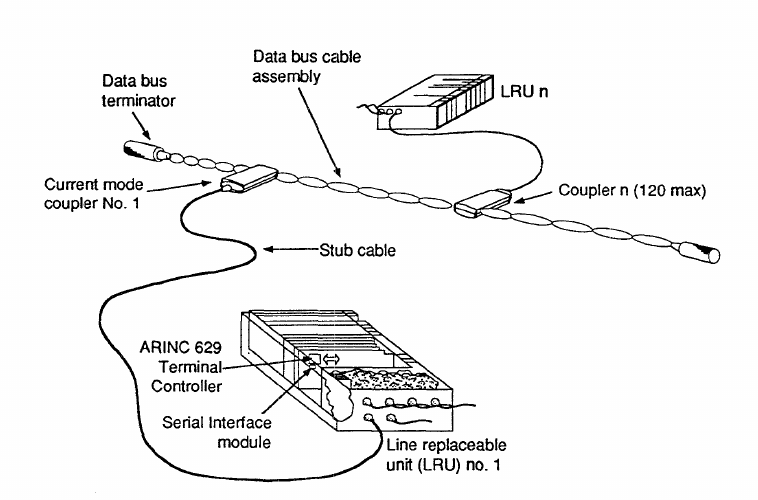 Data bus cable
assembly
Data bus
terminator
LRU n
Current mode
coupler No. 1
Coupler n (120 max)
Stub cable
ARINC 629
Terminal
Controller
Serial Interface
module
Line replaceable
unit (LRU) no. 1